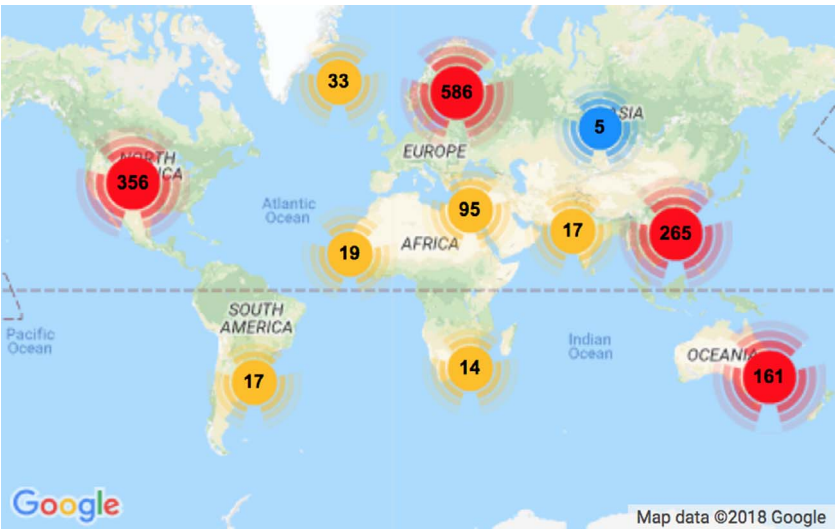 33
586
5
ASIA
NORTH
AMERICA
356
EUROPE
Atlantic
Ocean
95
17
265
AFRICA
19
SOUTH
AMERICA
Pacific
Ocean
Indian
Ocean
OCEANIA
17
14
161
Google
Map data ©2018 Google